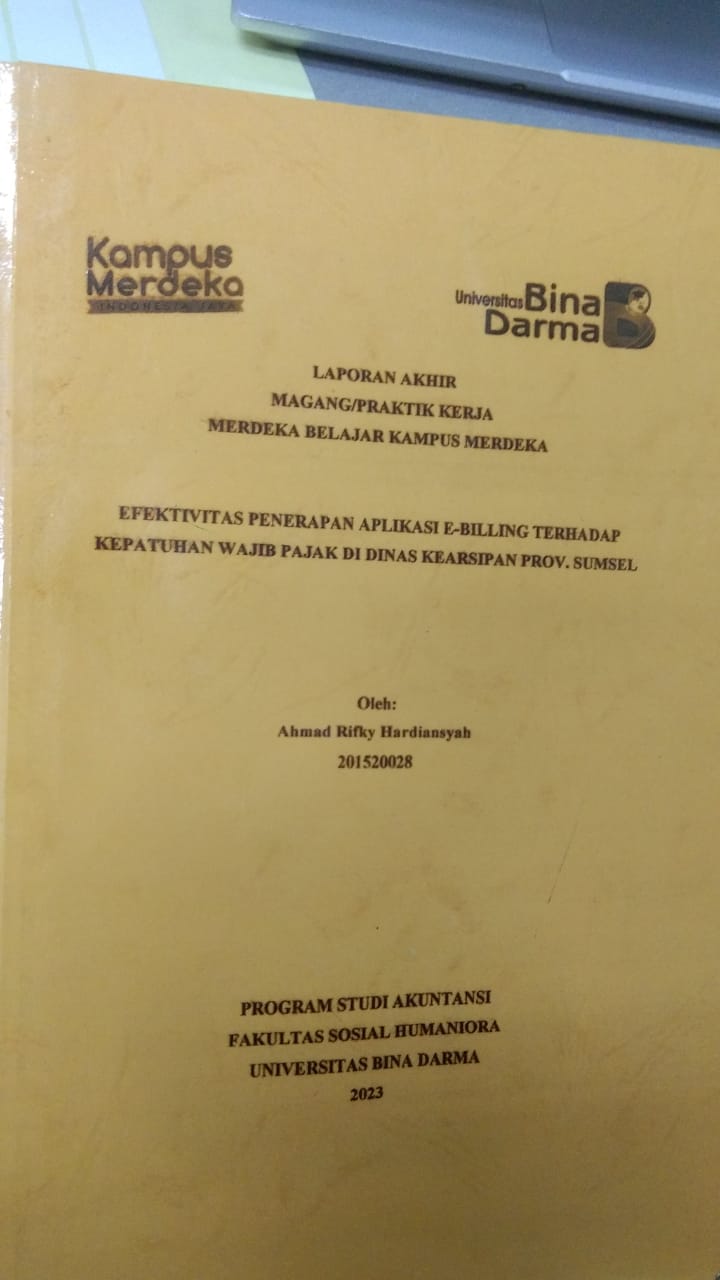 Kampus
Merdeka
INDONESIA JAYA
Universitas Bina
Darma
LAPORAN AKHIR
MAGANG/PRAKTIK KERJA
MERDEKA BELAJAR KAMPUS MERDEKA
EFEKTIVITAS PENERAPAN APLIKASI E-BILLING TERHADAP
KEPATUHAN WAJIB PAJAK DI DINAS KEARSIPAN PROV. SUMSEL
Oleh:
Ahmad Rifky Hardiansyah
201520028
PROGRAM STUDI AKUNTANSI
FAKULTAS SOSIAL HUMANIORA
UNIVERSITAS BINA DARMA
2023